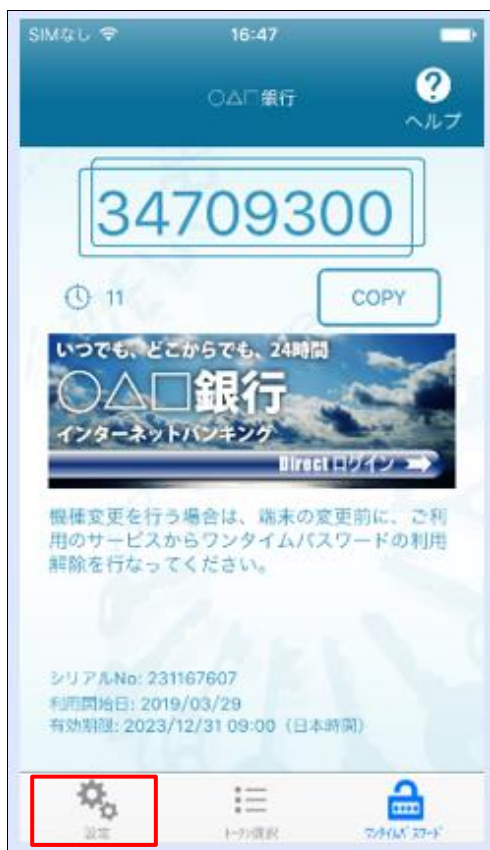 SIMなし 16:47
○△□銀行
ヘルプ
34709300
11 COPY
いつでも、どこからでも、24時間
○△□銀行
インターネットバンキング
Direct ログイン
機種変更を行う場合は、端末の変更前に、ご利
用のサービスからワンタイムパスワードの利用
解除を行なってください。
シリアルNo: 231167607
利用開始日: 2019/03/29
有効期限: 2023/12/31 09:00（日本時間）
設定 トークン選択 ワンタイムパスワード